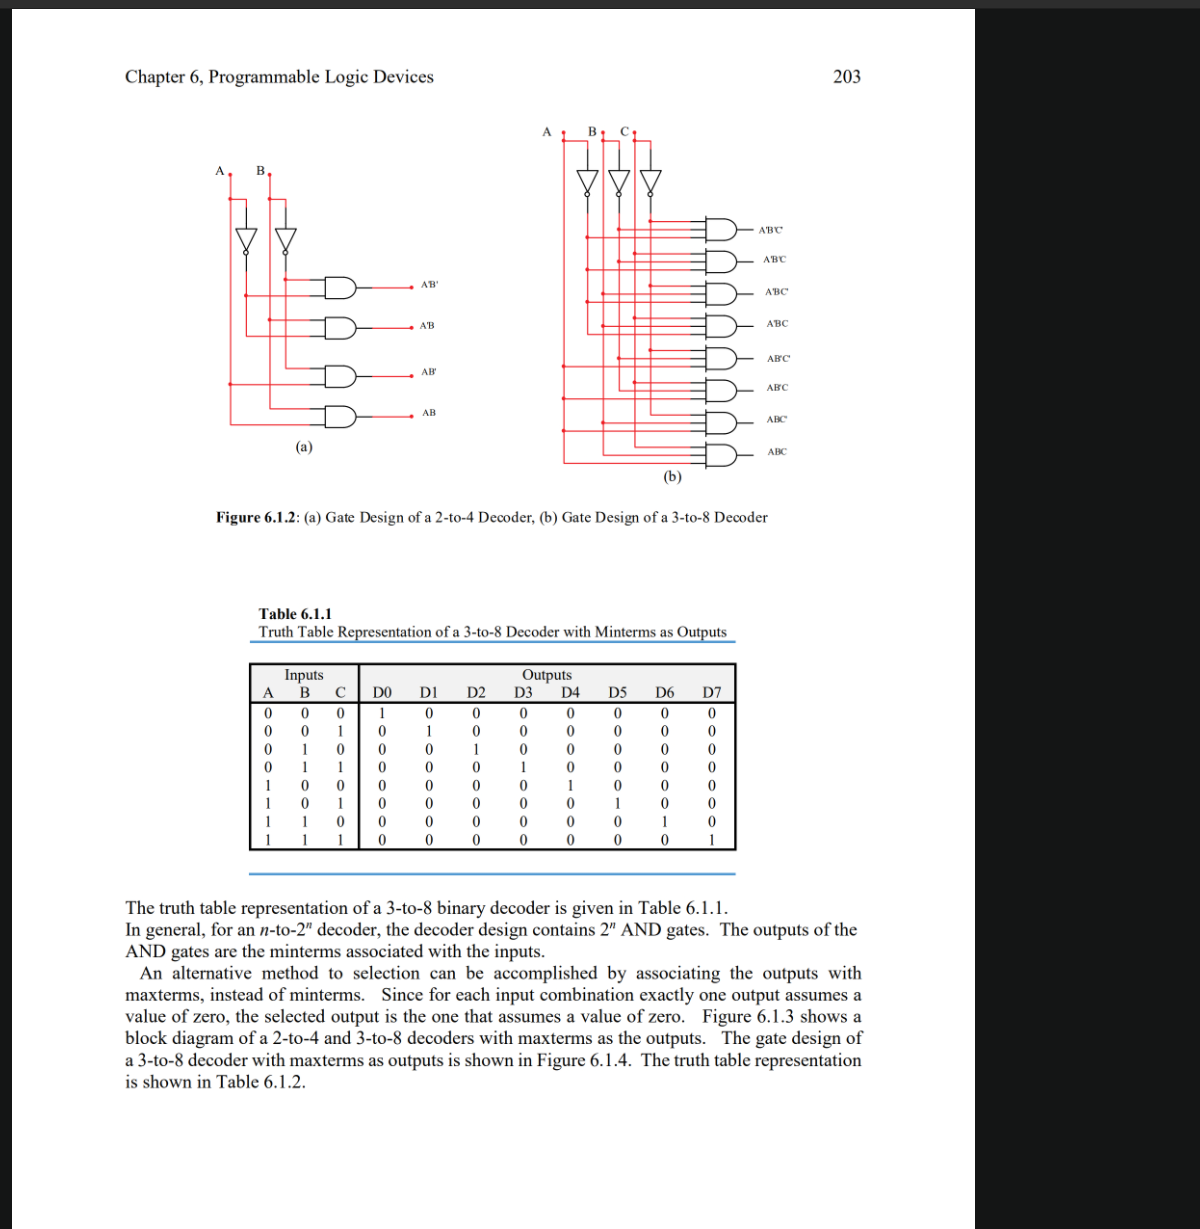 Chapter 6, Programmable Logic Devices 203
A B C
A B
A'B'C'
A'B'C
A'BC'
A'BC
AB'C'
AB'C
ABC'
ABC
A'B'
A'B
AB'
AB
(a)
(b)
Figure 6.1.2: (a) Gate Design of a 2-to-4 Decoder, (b) Gate Design of a 3-to-8 Decoder
Table 6.1.1
Truth Table Representation of a 3-to-8 Decoder with Minterms as Outputs
Inputs Outputs
A B C D0 D1 D2 D3 D4 D5 D6 D7
0 0 0 1 0 0 0 0 0 0 0
0 0 1 0 1 0 0 0 0 0 0
0 1 0 0 0 1 0 0 0 0 0
0 1 1 0 0 0 1 0 0 0 0
1 0 0 0 0 0 0 1 0 0 0
1 0 1 0 0 0 0 0 1 0 0
1 1 0 0 0 0 0 0 0 1 0
1 1 1 0 0 0 0 0 0 0 1
The truth table representation of a 3-to-8 binary decoder is given in Table 6.1.1.
In general, for an n-to-2ⁿ decoder, the decoder design contains 2ⁿ AND gates. The outputs of the
AND gates are the minterms associated with the inputs.
An alternative method to selection can be accomplished by associating the outputs with
maxterms, instead of minterms. Since for each input combination exactly one output assumes a
value of zero, the selected output is the one that assumes a value of zero. Figure 6.1.3 shows a
block diagram of a 2-to-4 and 3-to-8 decoders with maxterms as the outputs. The gate design of
a 3-to-8 decoder with maxterms as outputs is shown in Figure 6.1.4. The truth table representation
is shown in Table 6.1.2.